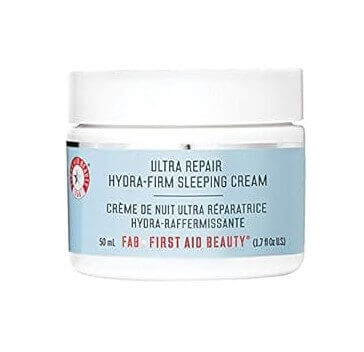 ULTRA REPAIR
HYDRA-FIRM SLEEPING CREAM
CRÈME DE NUIT ULTRA RÉPARATRICE
HYDRA-RAFFERMISSANTE
50 mL FAB - FIRST AID BEAUTY® (1.7 fl Oz U.S.)